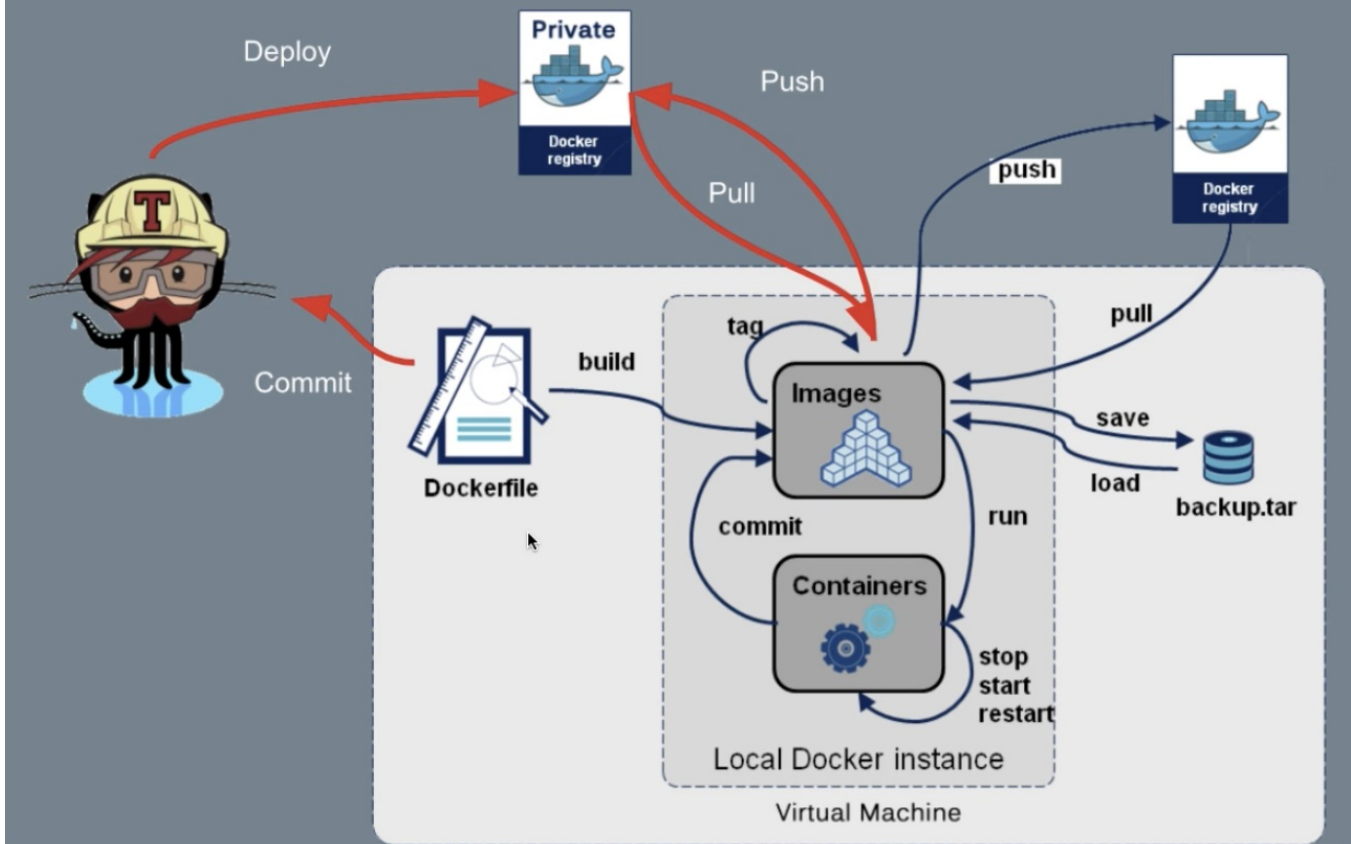 Deploy
Private
Docker
registry
Push
Pull
push
Docker
registry
T
Commit
tag
pull
build
Images
save
load
backup.tar
Dockerfile
commit
run
Containers
stop
start
restart
Local Docker instance
Virtual Machine